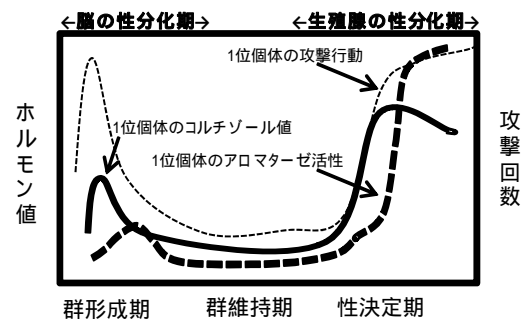 ←脳の性分化期→
←生殖腺の性分化期→
1位個体の攻撃行動
1位個体のコルチゾール値
1位個体のアロマターゼ活性
ホルモン値
攻撃回数
群形成期
群維持期
性決定期